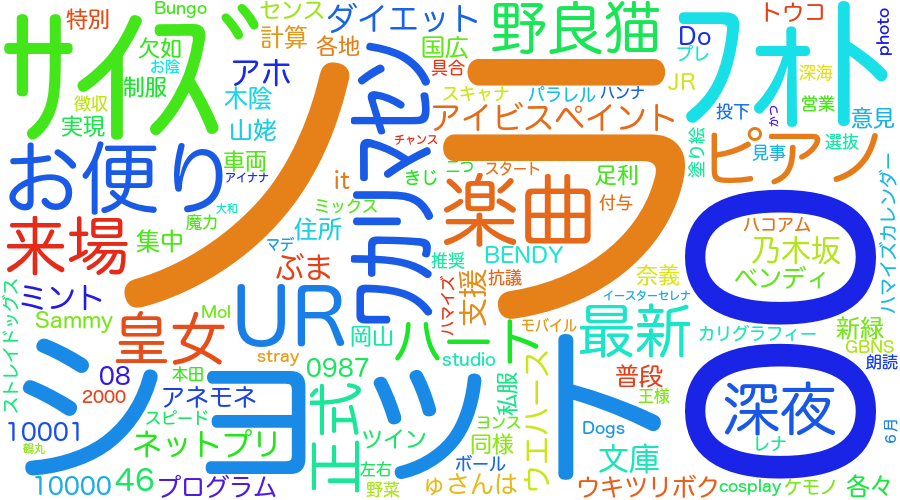 特別
Bungo
センス
ダイエット
野良猫
フォト
トウコ
photo
サイズ
欠如
お陰
計算
各地
国広
Do
プレ
アホ
具合
JR
深海
徴収
制服
木陰
スキャナ
パラレル
ハンナ
投下
かつ
営業
意見
実現
山姥
ワカリマセン
ノラ
アイビスペイント
見事
選抜
塗り絵
ピアノ
お便り
車両
アイナナ
チャンス
二つ
スタート
きじ
it
楽曲
足利
付与
来場
魔力
大和
ミックス
住所
集中
マデ
推奨
BENDY
抗議
奈義
ハコアム
乃木坂
ベンディ
ハマイズカレンダー
ミント
ストレイドッグス
ぶま
UR
ハマイズ
支援
イースターセレナ
Sammy
皇女
Mol
岡山
ハート
モバイル
最新
カリグラフィー
新緑
GBNS
stray
studio
08
本田
0987
普段
朗読
2000
アネモネ
正式
私服
ウエハース
王様
00
深夜
ショット
スピード
10001
鶴丸
ネットプリ
ツイン
ヨンス
同様
Dogs
レナ
6月
10000
46
プログラム
左右
野菜
ボール
ゅさんは
文庫
ウキツリボク
cosplay
ケモノ
各々